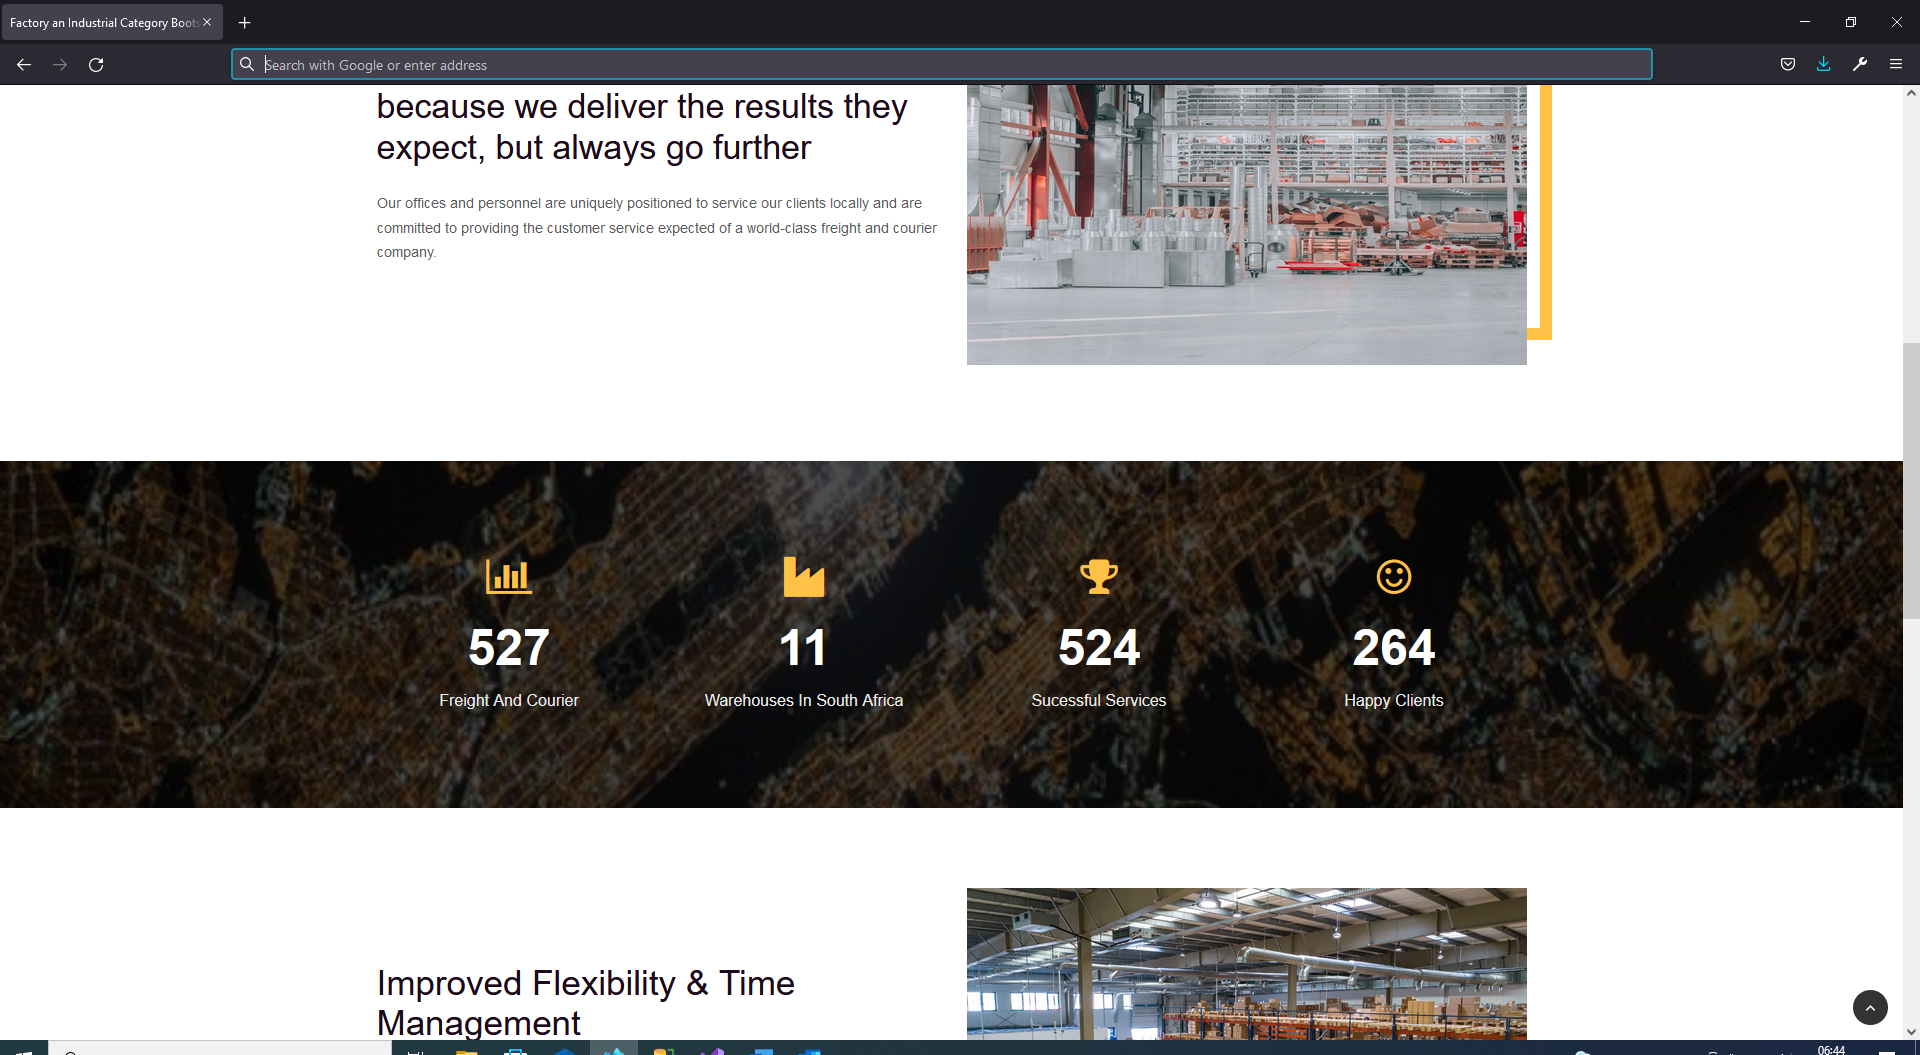 Factory an Industrial Category Boots
Search with Google or enter address
because we deliver the results they
expect, but always go further
Our offices and personnel are uniquely positioned to service our clients locally and are
committed to providing the customer service expected of a world-class freight and courier
company.
527
11
524
264
Freight And Courier
Warehouses In South Africa
Sucessful Services
Happy Clients
Improved Flexibility & Time
Management
06:44